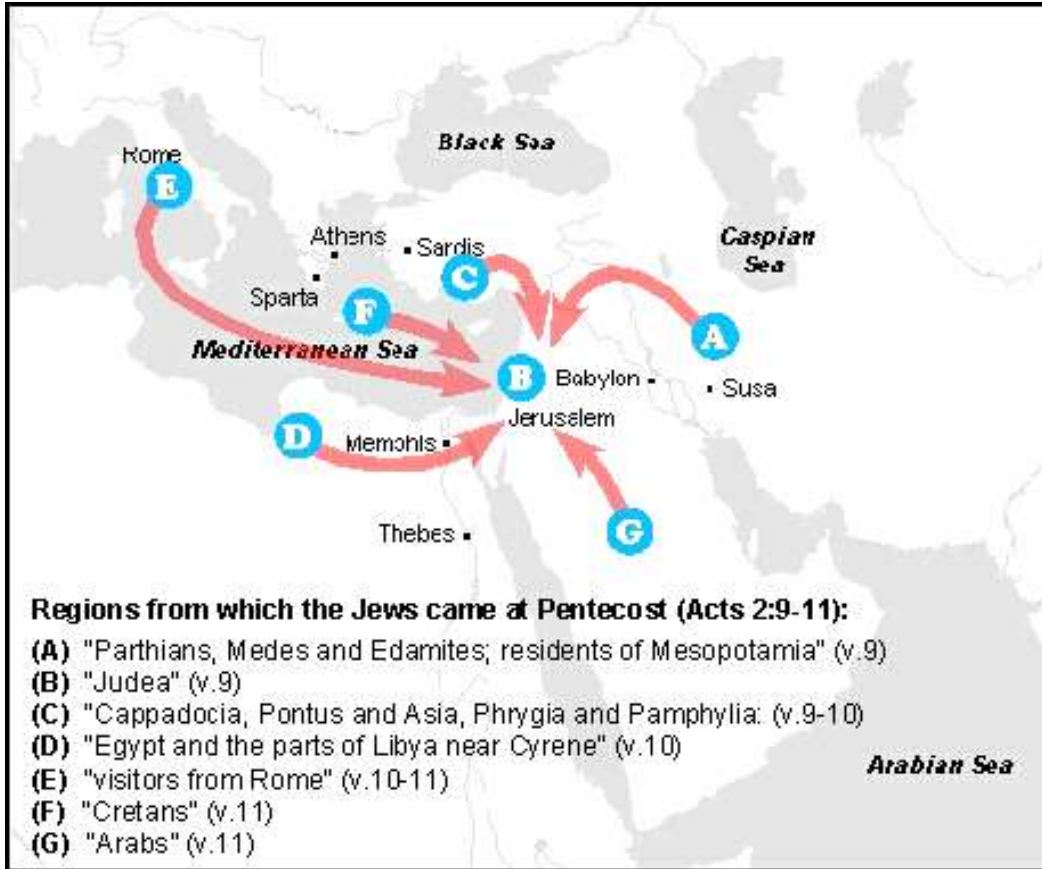 Black Sea
Rome
E
Athens
Sardis
Caspian
Sea
C
Sparta
F
A
Mediterranean Sea
B
Babylon
Susa
Jerusalem
D
Memphis
G
Thebes
Regions from which the Jews came at Pentecost (Acts 2:9-11):
(A) "Parthians, Medes and Edamites; residents of Mesopotamia" (v.9)
(B) "Judea" (v.9)
(C) "Cappadocia, Pontus and Asia, Phrygia and Pamphylia: (v.9-10)
(D) "Egypt and the parts of Libya near Cyrene" (v.10)
(E) "visitors from Rome" (v.10-11)
(F) "Cretans" (v.11)
(G) "Arabs" (v.11)
Arabian Sea